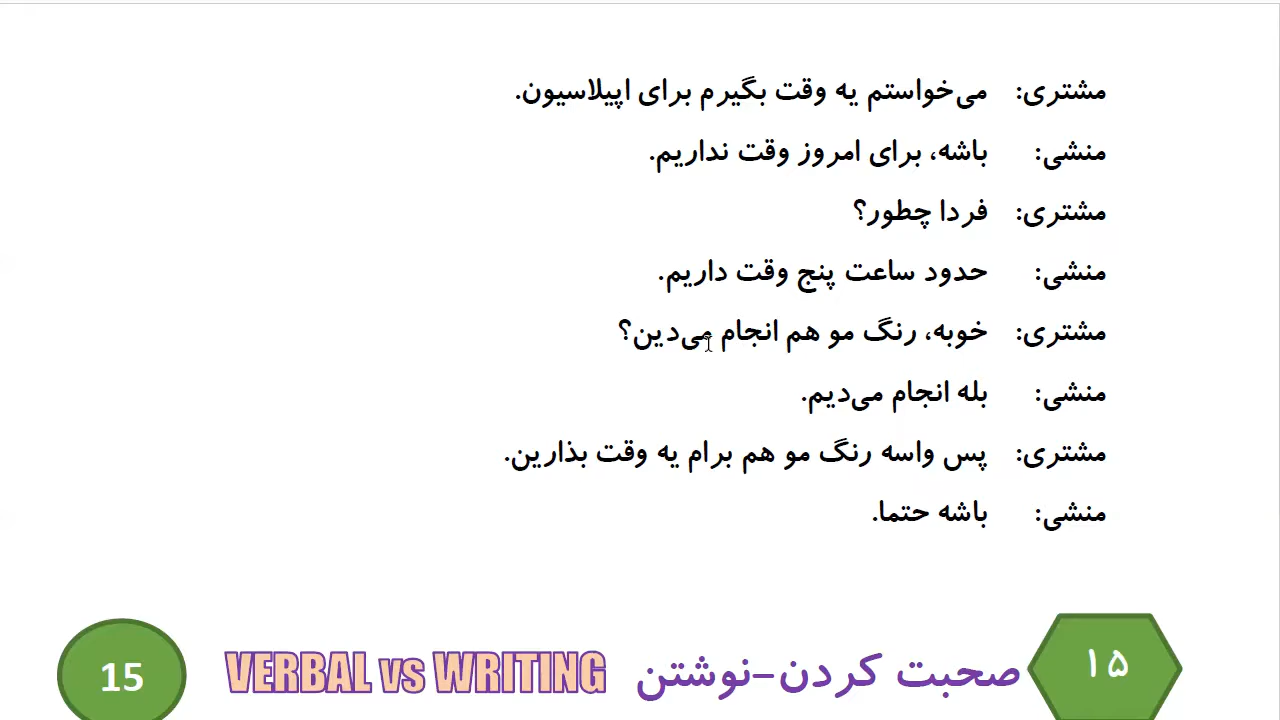 مشتری: می‌خواستم یه وقت بگیرم برای اپیلاسیون.
منشی: باشه، برای امروز وقت نداریم.
مشتری: فردا چطور؟
منشی: حدود ساعت پنج وقت داریم.
مشتری: خوبه، رنگ مو هم انجام می‌دین؟
منشی: بله انجام می‌دیم.
مشتری: پس واسه رنگ مو هم برام یه وقت بذارین.
منشی: باشه حتما.
۱۵ صحبت کردن-نوشتن VERBAL vs WRITING 15